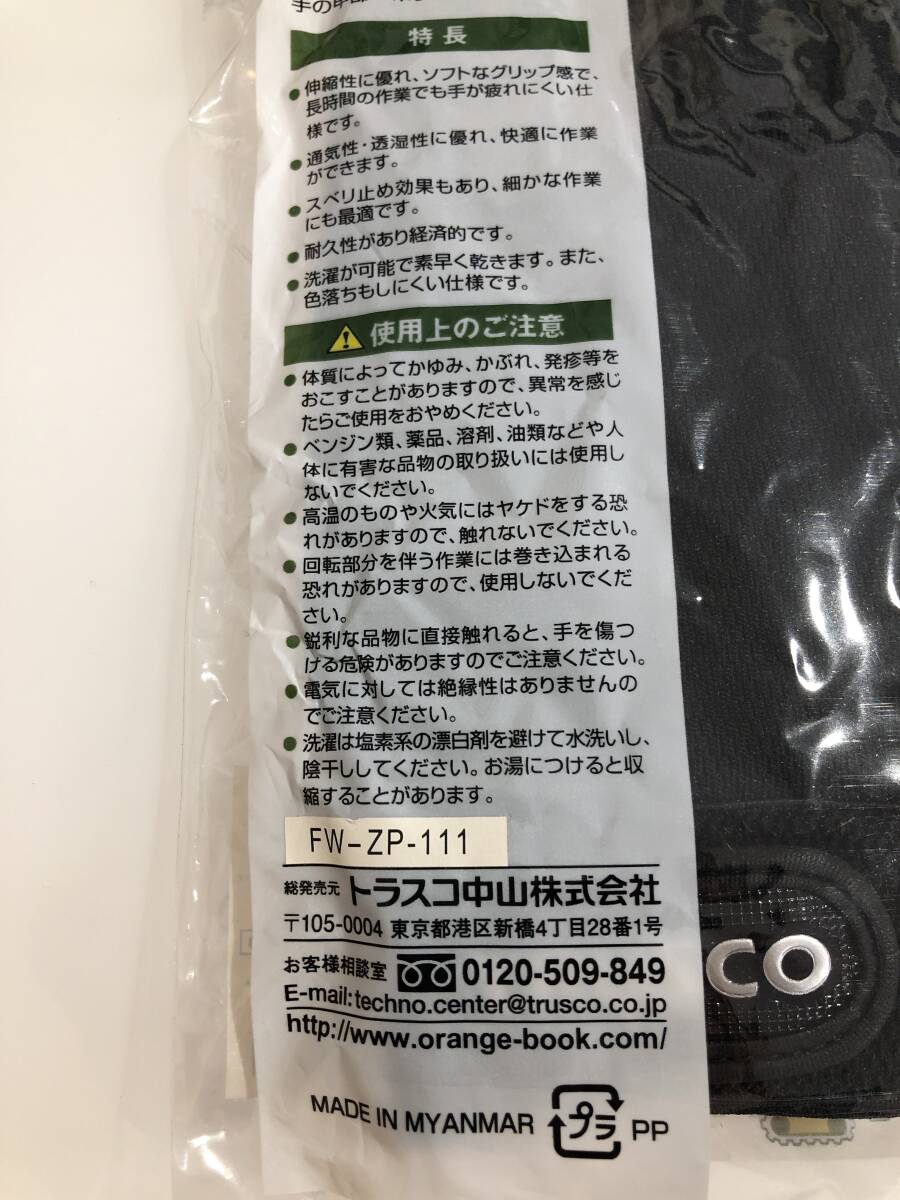 手の甲部
特長
● 伸縮性に優れ、ソフトなグリップ感で、
長時間の作業でも手が疲れにくい仕
様です。
● 通気性・透湿性に優れ、快適に作業
ができます。
● スベリ止め効果もあり、細かな作業
にも最適です。
● 耐久性があり経済的です。
● 洗濯が可能で素早く乾きます。また、
色落ちもしにくい仕様です。
使用上のご注意
● 体質によってかゆみ、かぶれ、発疹等を
おこすことがありますので、異常を感じ
たらご使用をおやめください。
● ベンジン類、薬品、溶剤、油類などや人
体に有害な品物の取り扱いには使用し
ないでください。
● 高温のものや火気にはヤケドをする恐
れがありますので、触れないでください。
● 回転部分を伴う作業には巻き込まれる
恐れがありますので、使用しないでくだ
さい。
● 鋭利な品物に直接触れると、手を傷つ
ける危険がありますのでご注意ください。
● 電気に対しては絶縁性はありませんの
でご注意ください。
● 洗濯は塩素系の漂白剤を避けて水洗いし、
陰干ししてください。お湯につけると収
縮することがあります。
FW-ZP-111
総発売元 トラスコ中山株式会社
〒105-0004 東京都港区新橋4丁目28番1号
お客様相談室 0120-509-849
E-mail:techno.center@trusco.co.jp
http://www.orange-book.com/
MADE IN MYANMAR プラ PP
CO